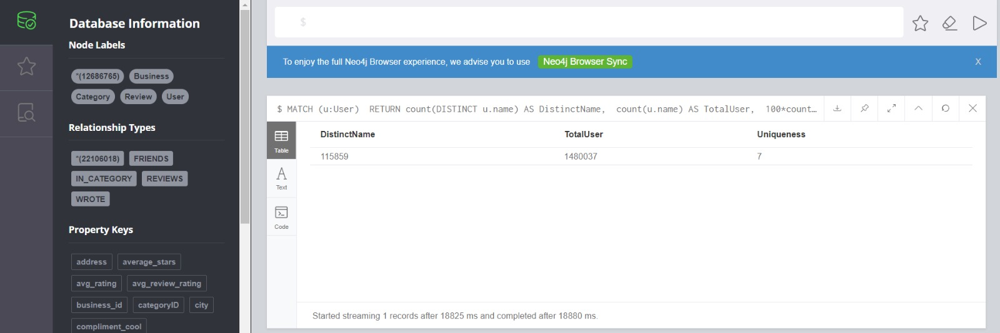 Database Information
Node Labels
*(12686765) Business
Category Review User
Relationship Types
*(22106018) FRIENDS
IN_CATEGORY REVIEWS
WROTE
Property Keys
address average_stars
avg_rating avg_review_rating
business_id categoryID city
compliment_cool
$
To enjoy the full Neo4j Browser experience, we advise you to use Neo4j Browser Sync X
$ MATCH (u:User)  RETURN count(DISTINCT u.name) AS DistinctName,  count(u.name) AS TotalUser,  100*count…
Table
Text
Code
DistinctName TotalUser Uniqueness
115859 1480037 7
Started streaming 1 records after 18825 ms and completed after 18880 ms.